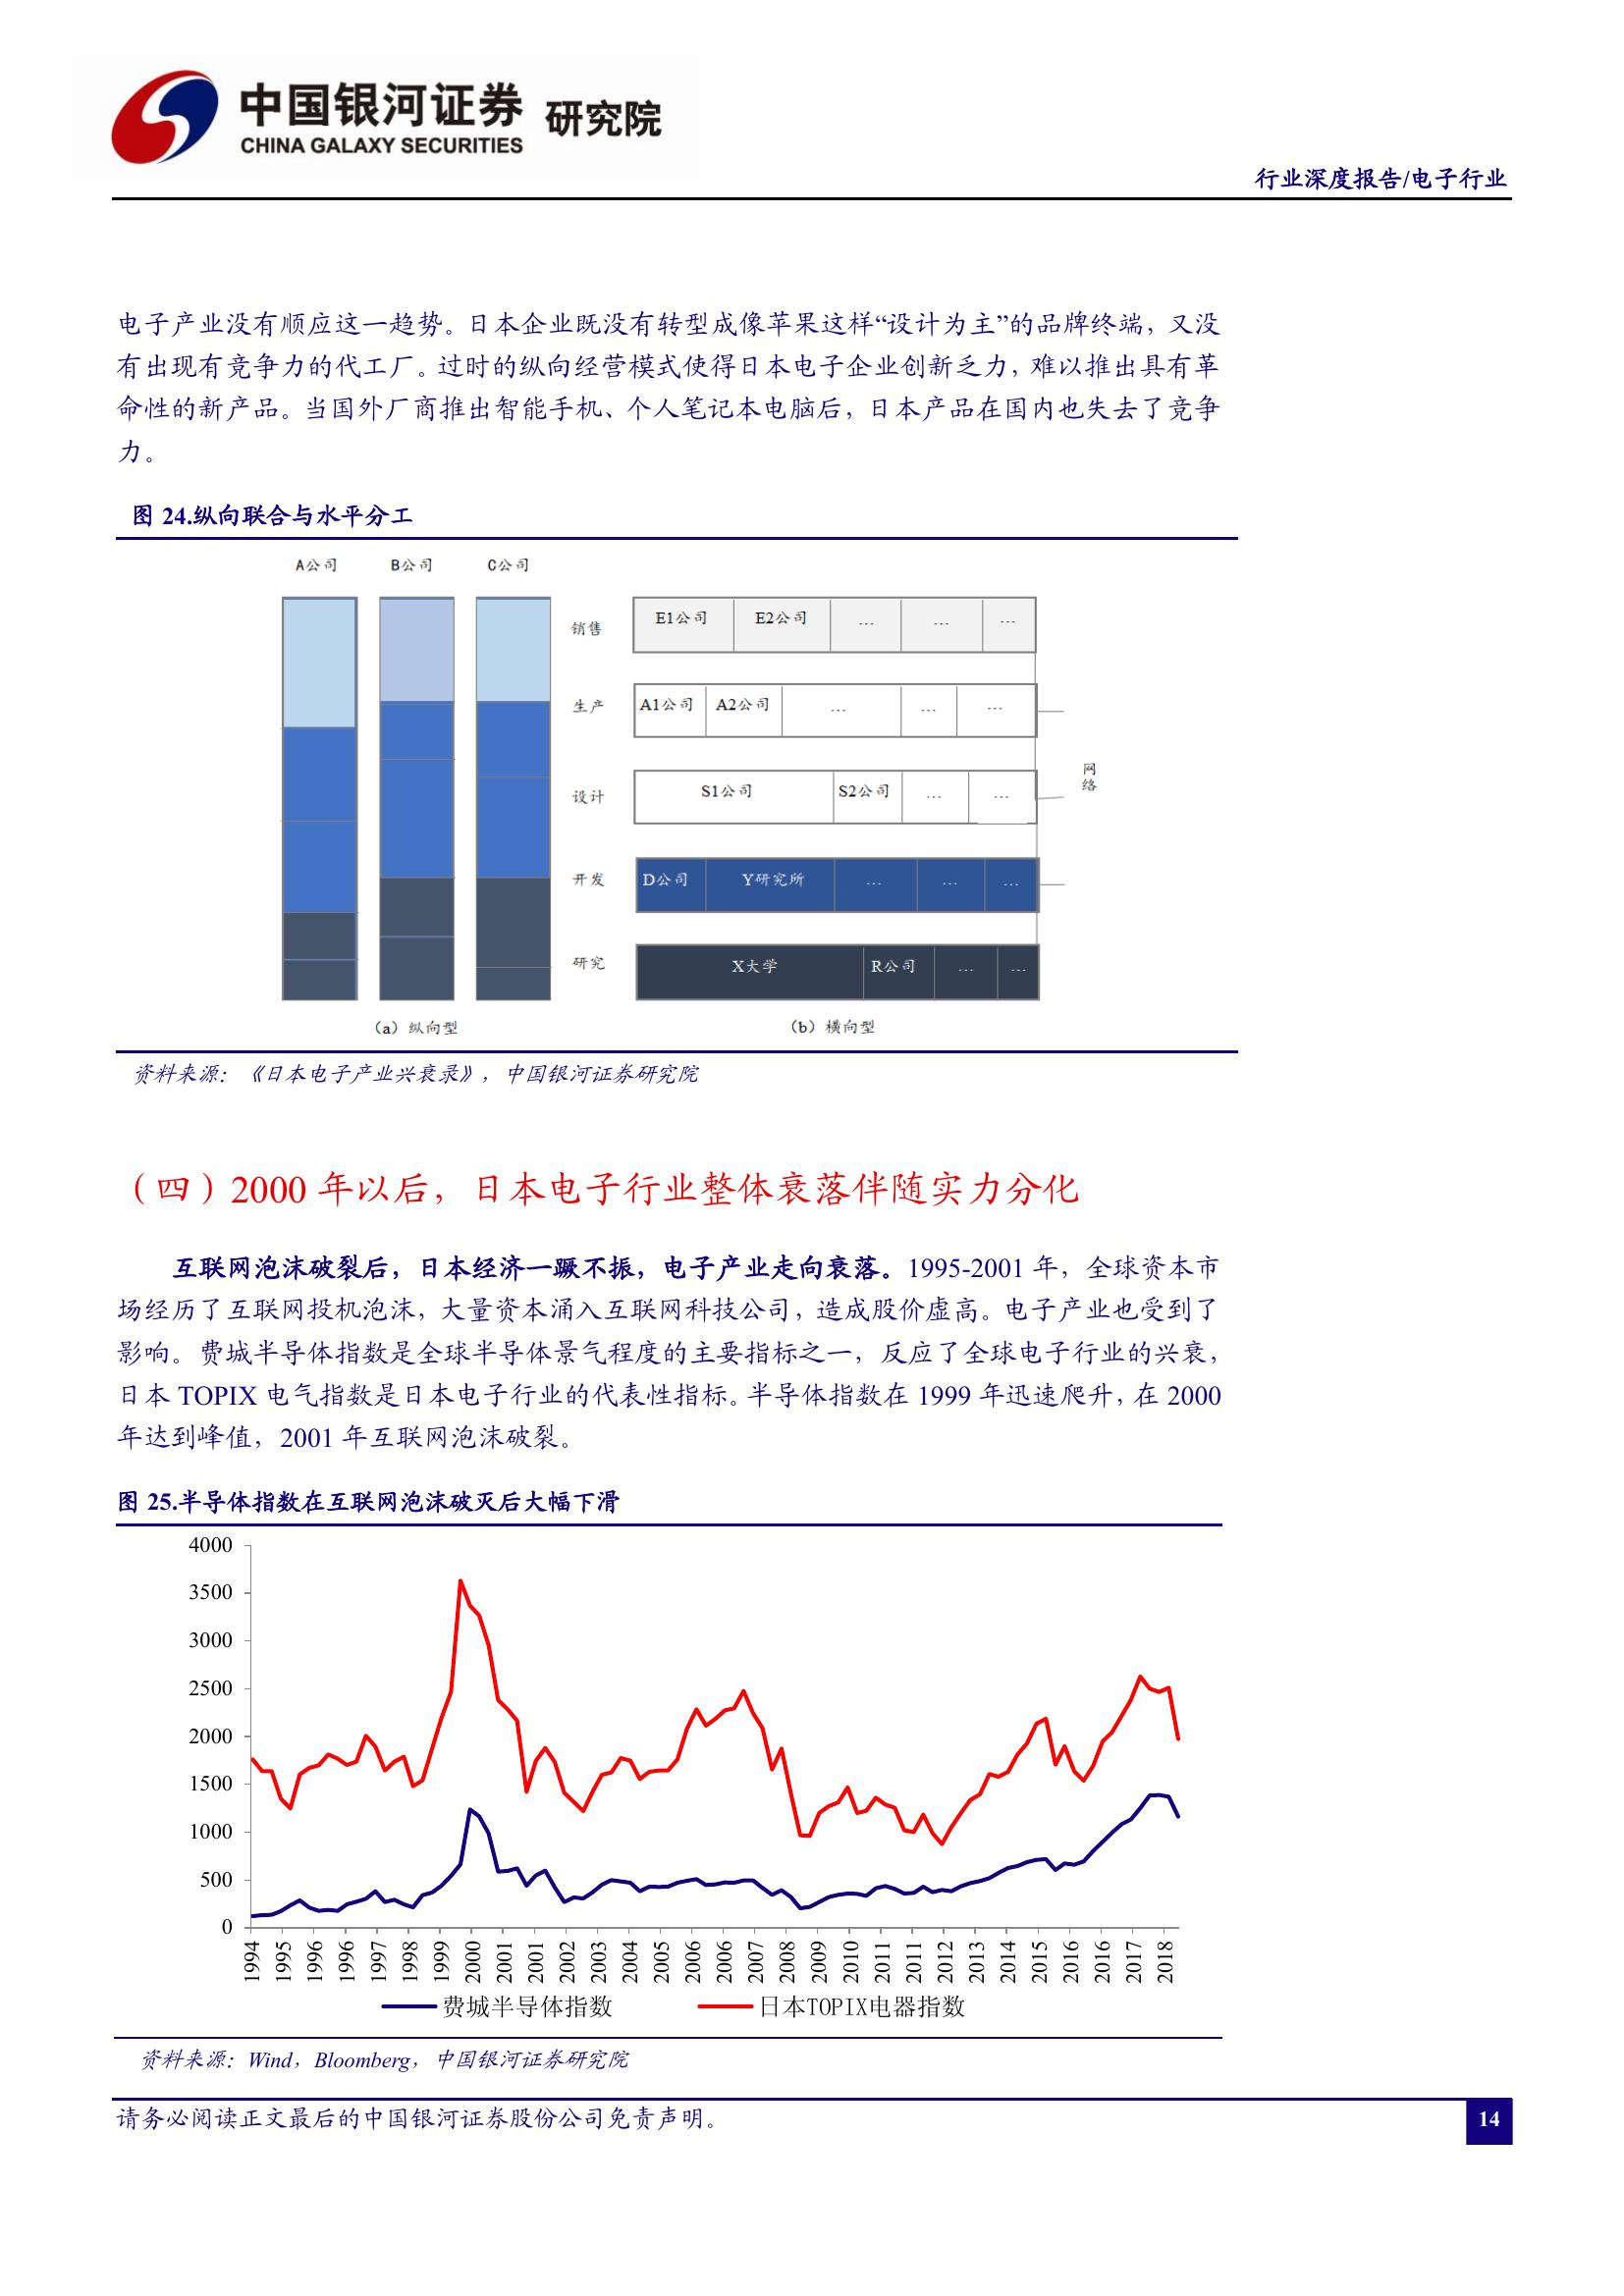 中国银河证券 研究院
CHINA GALAXY SECURITIES
行业深度报告/电子行业
电子产业没有顺应这一趋势。日本企业既没有转型成像苹果这样“设计为主”的品牌终端，又没
有出现有竞争力的代工厂。过时的纵向经营模式使得日本电子企业创新乏力，难以推出具有革
命性的新产品。当国外厂商推出智能手机、个人笔记本电脑后，日本产品在国内也失去了竞争
力。
图 24.纵向联合与水平分工
A公司 B公司 C公司
销售 E1公司 E2公司 … … …
生产 A1公司 A2公司 … … …
设计 S1公司 S2公司 … …
网络
开发 D公司 Y研究所 … … …
研究 X大学 R公司 … …
（a）纵向型 （b）横向型
资料来源：《日本电子产业兴衰录》，中国银河证券研究院
（四）2000 年以后，日本电子行业整体衰落伴随实力分化
互联网泡沫破裂后，日本经济一蹶不振，电子产业走向衰落。1995-2001 年，全球资本市
场经历了互联网投机泡沫，大量资本涌入互联网科技公司，造成股价虚高。电子产业也受到了
影响。费城半导体指数是全球半导体景气程度的主要指标之一，反应了全球电子行业的兴衰，
日本 TOPIX 电气指数是日本电子行业的代表性指标。半导体指数在 1999 年迅速爬升，在 2000
年达到峰值，2001 年互联网泡沫破裂。
图 25.半导体指数在互联网泡沫破灭后大幅下滑
4000
3500
3000
2500
2000
1500
1000
500
0
1994 1995 1996 1996 1997 1998 1999 2000 2001 2001 2002 2003 2004 2005 2006 2006 2007 2008 2009 2010 2011 2011 2012 2013 2014 2015 2016 2016 2017 2018
费城半导体指数 日本TOPIX电器指数
资料来源：Wind，Bloomberg，中国银河证券研究院
请务必阅读正文最后的中国银河证券股份公司免责声明。
14